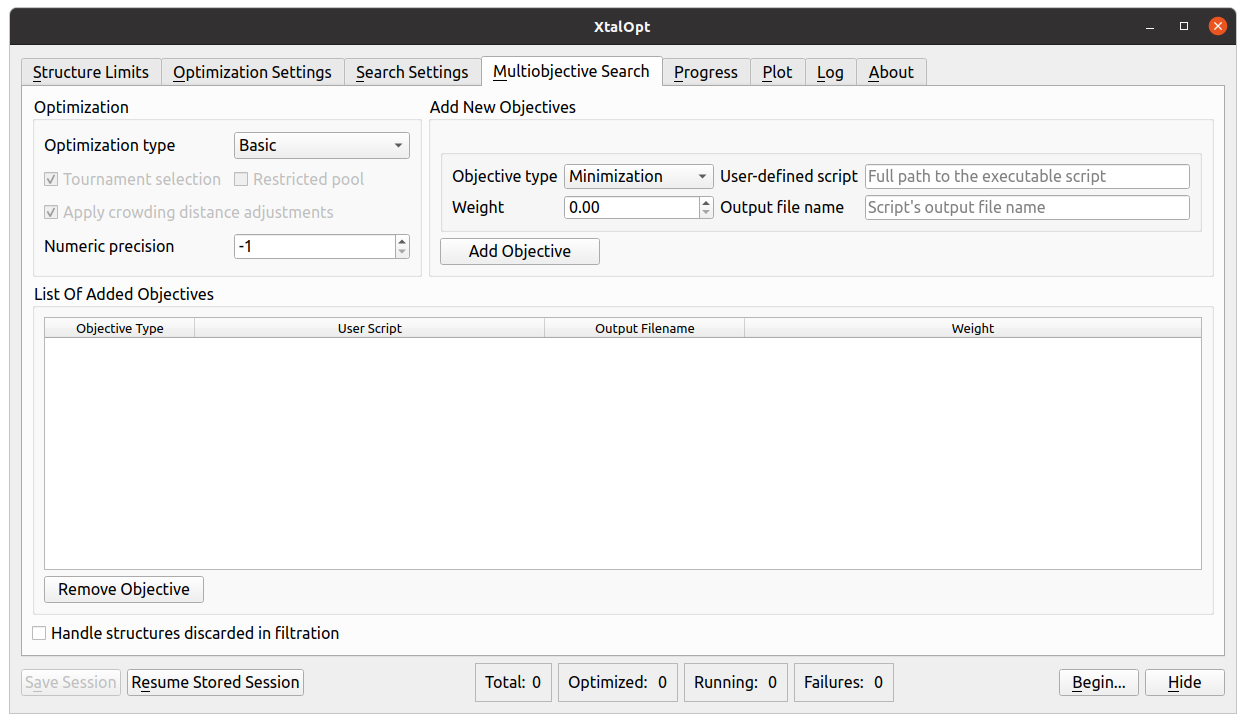 XtalOpt
Structure Limits Optimization Settings Search Settings Multiobjective Search Progress Plot Log About
Optimization
Optimization type Basic
Tournament selection Restricted pool
Apply crowding distance adjustments
Numeric precision -1
Add New Objectives
Objective type Minimization User-defined script Full path to the executable script
Weight 0.00 Output file name Script's output file name
Add Objective
List Of Added Objectives
Objective Type User Script Output Filename Weight
Remove Objective
Handle structures discarded in filtration
Save Session Resume Stored Session Total: 0 Optimized: 0 Running: 0 Failures: 0 Begin... Hide